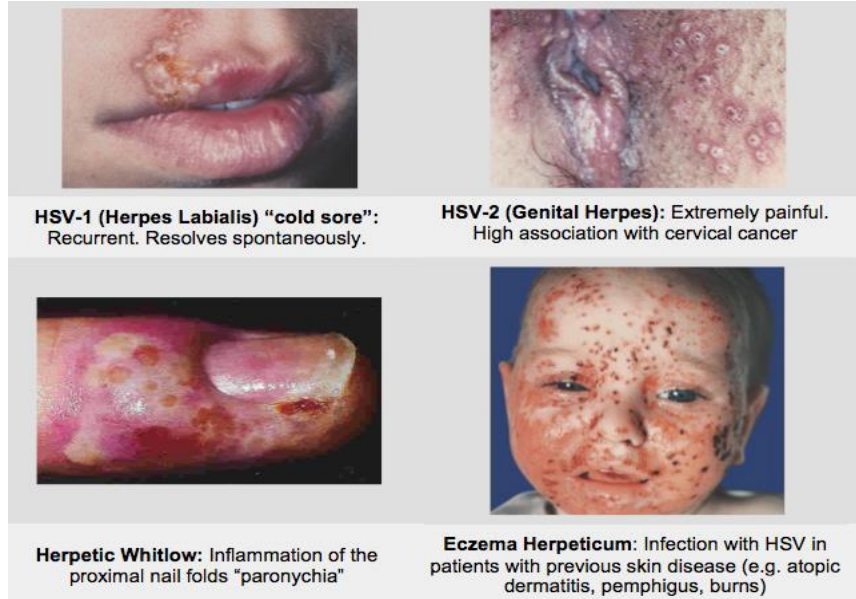 HSV-1 (Herpes Labialis) “cold sore”:
Recurrent. Resolves spontaneously.
HSV-2 (Genital Herpes): Extremely painful.
High association with cervical cancer
Herpetic Whitlow: Inflammation of the
proximal nail folds “paronychia”
Eczema Herpeticum: Infection with HSV in
patients with previous skin disease (e.g. atopic
dermatitis, pemphigus, burns)